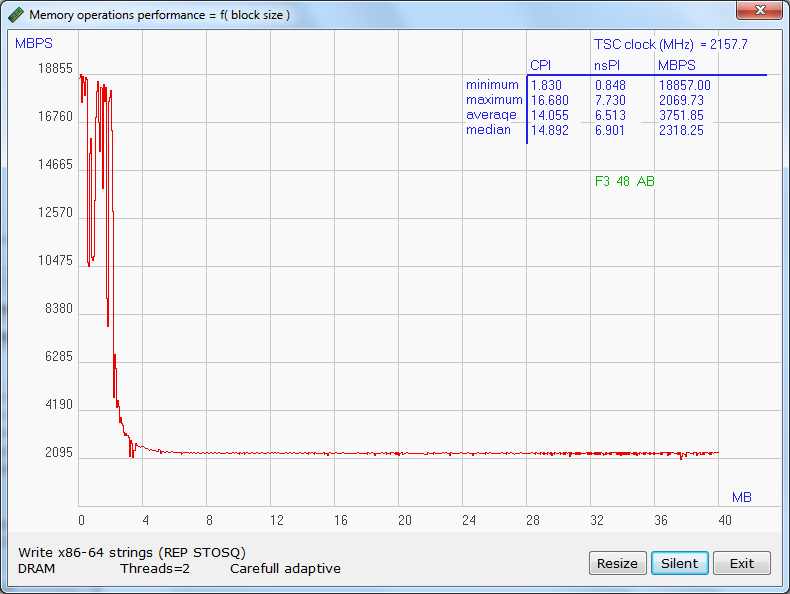 Memory operations performance = f( block size )
MBPS
TSC clock (MHz) = 2157.7
CPI nsPI MBPS
minimum 1.830 0.848 18857.00
maximum 16.680 7.730 2069.73
average 14.055 6.513 3751.85
median 14.892 6.901 2318.25
F3 48 AB
18855
16760
14665
12570
10475
8380
6285
4190
2095
MB
0 4 8 12 16 20 24 28 32 36 40
Write x86-64 strings (REP STOSQ)
DRAM Threads=2 Carefull adaptive
Resize Silent Exit